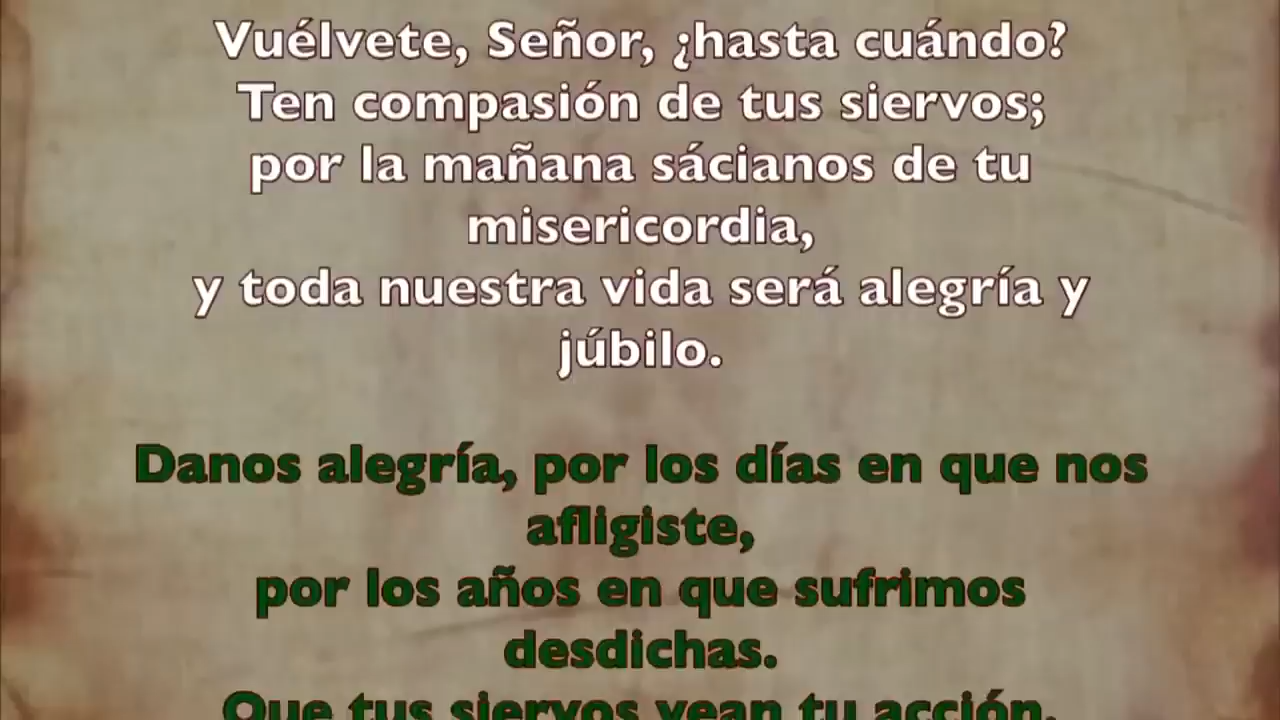 Vuélvete, Señor, ¿hasta cuándo?
Ten compasión de tus siervos;
por la mañana sácianos de tu
misericordia,
y toda nuestra vida será alegría y
júbilo.
Danos alegría, por los días en que nos
afligiste,
por los años en que sufrimos
desdichas.
Que tus siervos vean tu acción,